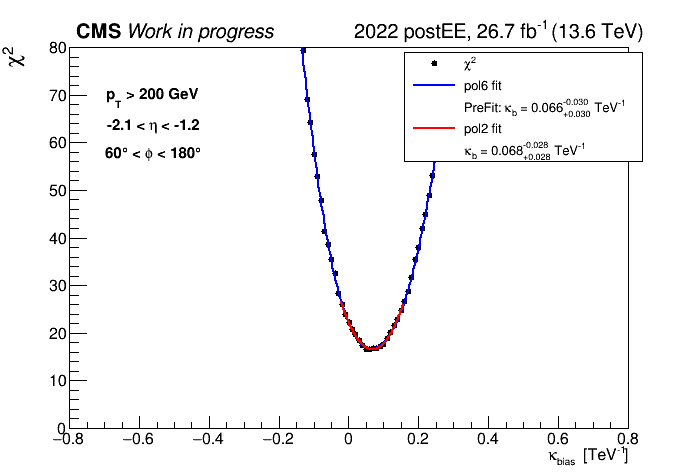 CMS Work in progress 2022 postEE, 26.7 fb⁻¹ (13.6 TeV)
χ²
80
70
60
50
40
30
20
10
0
p_T > 200 GeV
-2.1 < η < -1.2
60° < ϕ < 180°
χ²
pol6 fit
PreFit: κ_b = 0.066 -0.030 +0.030 TeV⁻¹
pol2 fit
κ_b = 0.068 -0.028 +0.028 TeV⁻¹
−0.8 −0.6 −0.4 −0.2 0 0.2 0.4 0.6 0.8
κ_bias [TeV⁻¹]